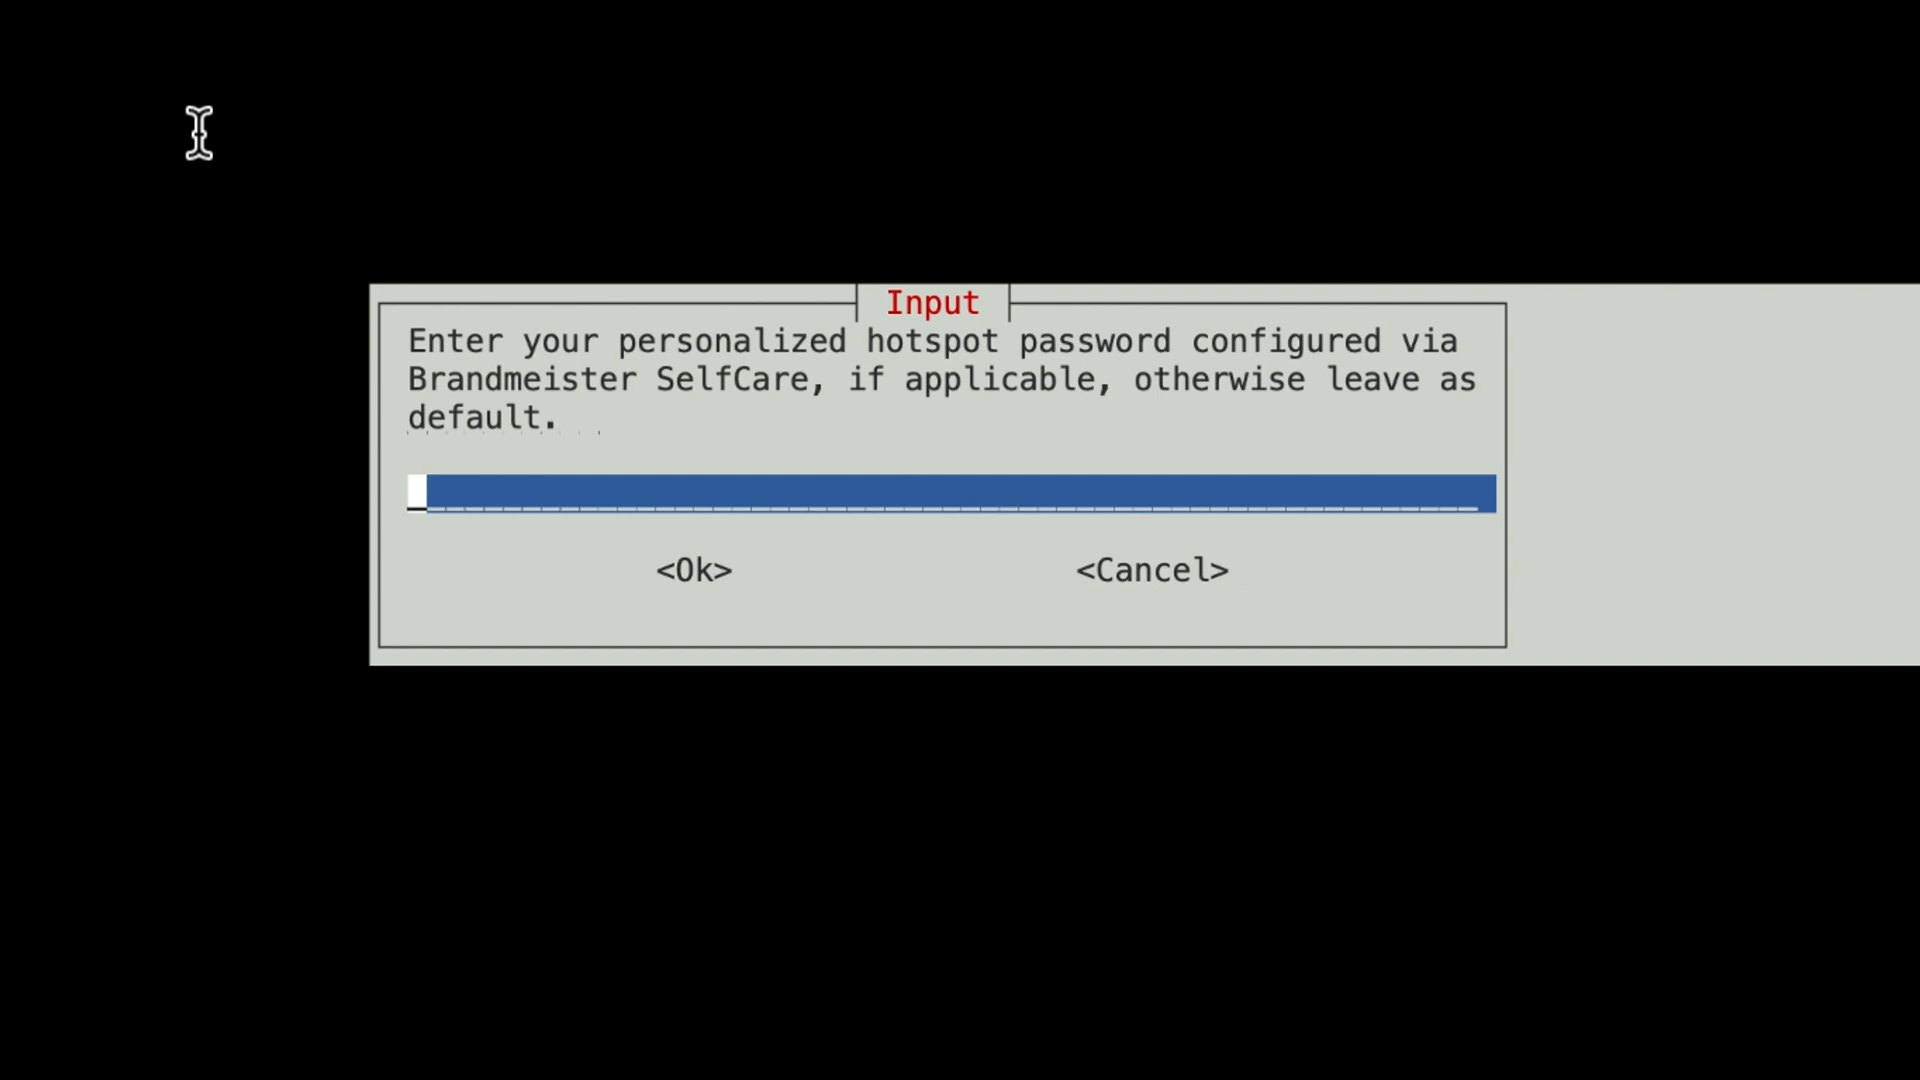 Input
Enter your personalized hotspot password configured via
Brandmeister SelfCare, if applicable, otherwise leave as
default.
<Ok> <Cancel>